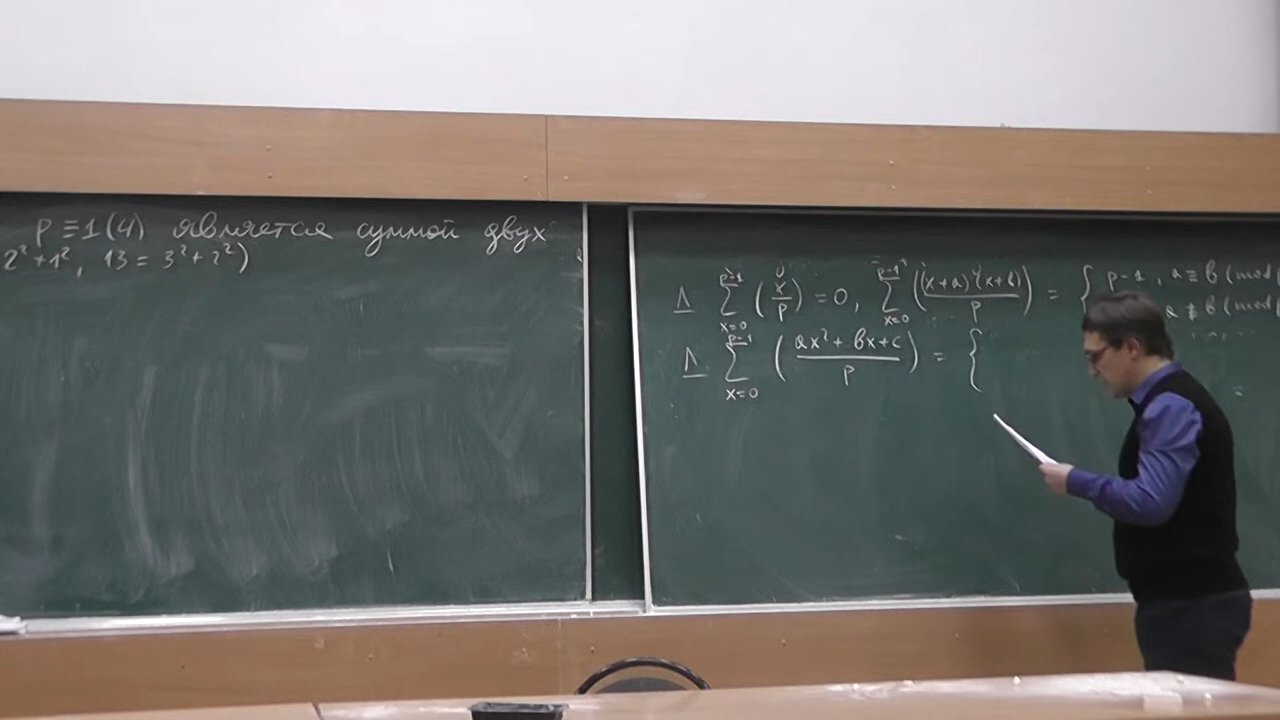 p ≡ 1 (4) является суммой двух
2² + 1², 13 = 3² + 2²)
Λ ∑_{x=0}^{p-1} (x/p) = 0, ∑_{x=0}^{p-1} ((x+a)(x+b)/p) = { p-1, a ≡ b (mod p
a ≢ b (mod p
Λ ∑_{x=0}^{p-1} ((ax² + bx + c)/p) = {